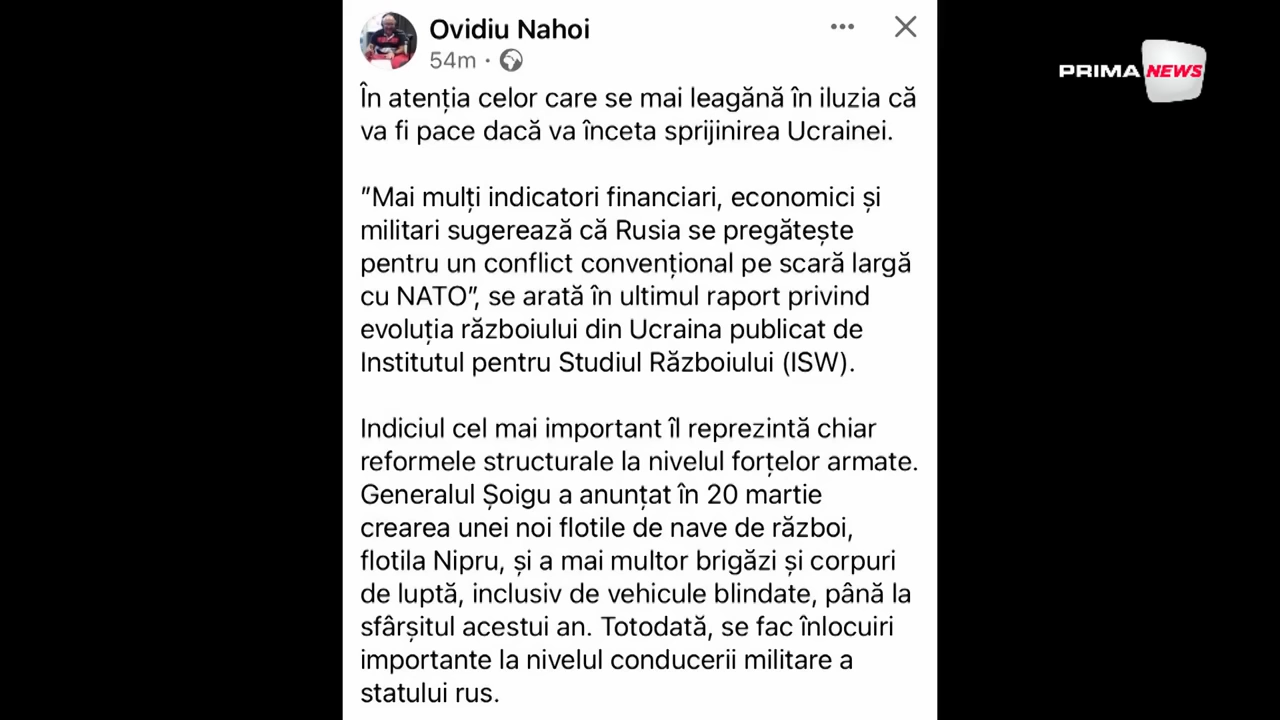 Ovidiu Nahoi
54m ·
PRIMA NEWS
În atenția celor care se mai leagănă în iluzia că
va fi pace dacă va înceta sprijinirea Ucrainei.
”Mai mulți indicatori financiari, economici și
militari sugerează că Rusia se pregătește
pentru un conflict convențional pe scară largă
cu NATO”, se arată în ultimul raport privind
evoluția războiului din Ucraina publicat de
Institutul pentru Studiul Războiului (ISW).
Indiciul cel mai important îl reprezintă chiar
reformele structurale la nivelul forțelor armate.
Generalul Șoigu a anunțat în 20 martie
crearea unei noi flotile de nave de război,
flotila Nipru, și a mai multor brigăzi și corpuri
de luptă, inclusiv de vehicule blindate, până la
sfârșitul acestui an. Totodată, se fac înlocuiri
importante la nivelul conducerii militare a
statului rus.